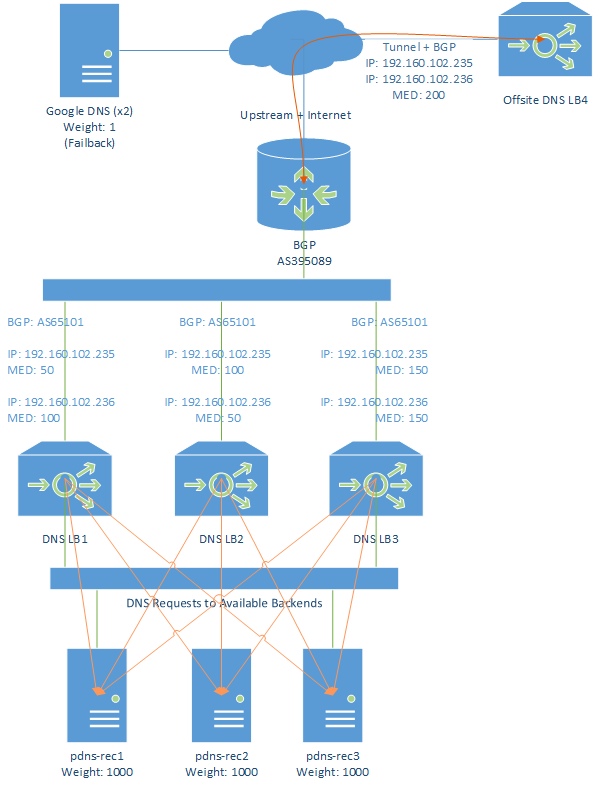 Google DNS (x2)
Weight: 1
(Failback)
Tunnel + BGP
IP: 192.160.102.235
IP: 192.160.102.236
MED: 200
Offsite DNS LB4
Upstream + Internet
BGP
AS395089
BGP: AS65101
IP: 192.160.102.235
MED: 50
IP: 192.160.102.236
MED: 100
BGP: AS65101
IP: 192.160.102.235
MED: 100
IP: 192.160.102.236
MED: 50
BGP: AS65101
IP: 192.160.102.235
MED: 150
IP: 192.160.102.236
MED: 150
DNS LB1
DNS LB2
DNS LB3
DNS Requests to Available Backends
pdns-rec1
Weight: 1000
pdns-rec2
Weight: 1000
pdns-rec3
Weight: 1000